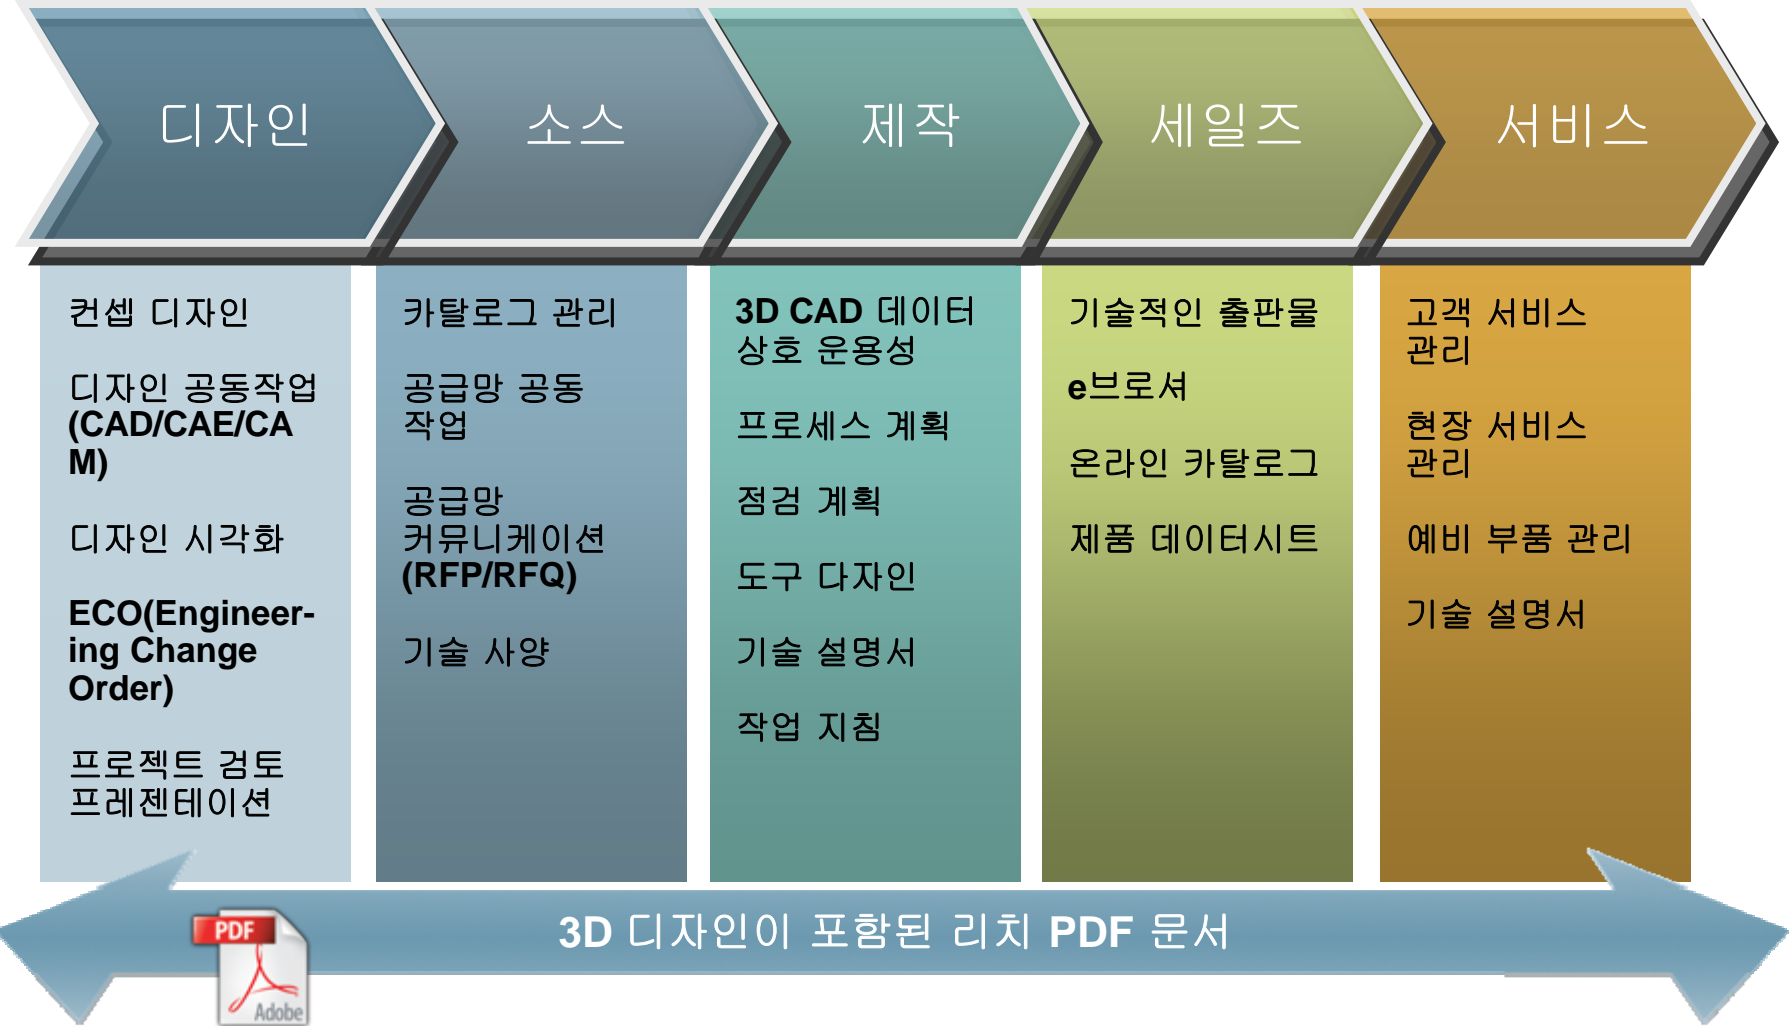 디자인
소스
제작
세일즈
서비스
컨셉 디자인
디자인 공동작업
(CAD/CAE/CA
M)
디자인 시각화
ECO(Engineer-
ing Change
Order)
프로젝트 검토
프레젠테이션
카탈로그 관리
공급망 공동
작업
공급망
커뮤니케이션
(RFP/RFQ)
기술 사양
3D CAD 데이터
상호 운용성
프로세스 계획
점검 계획
도구 다자인
기술 설명서
작업 지침
기술적인 출판물
e브로셔
온라인 카탈로그
제품 데이터시트
고객 서비스
관리
현장 서비스
관리
예비 부품 관리
기술 설명서
3D 디자인이 포함된 리치 PDF 문서
PDF
Adobe